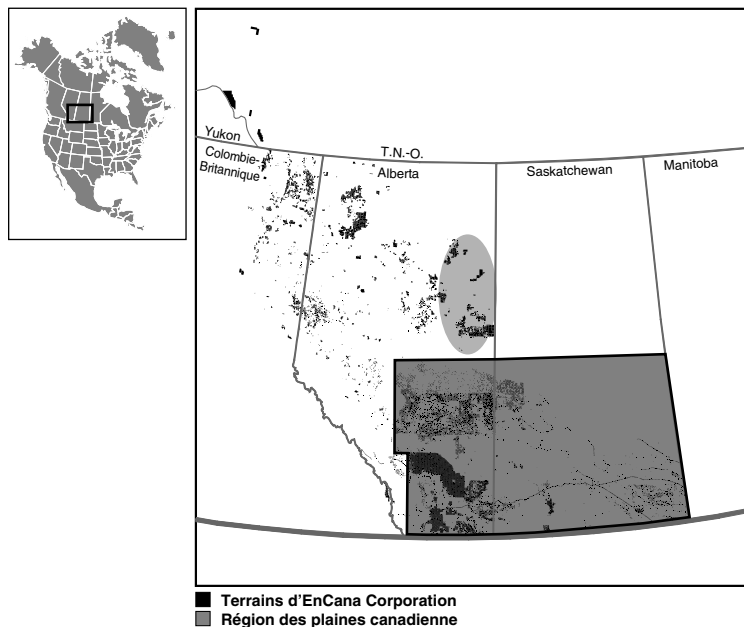 Yukon
T.N.-O.
Colombie-
Britannique
Alberta
Saskatchewan
Manitoba
Terrains d'EnCana Corporation
Région des plaines canadienne